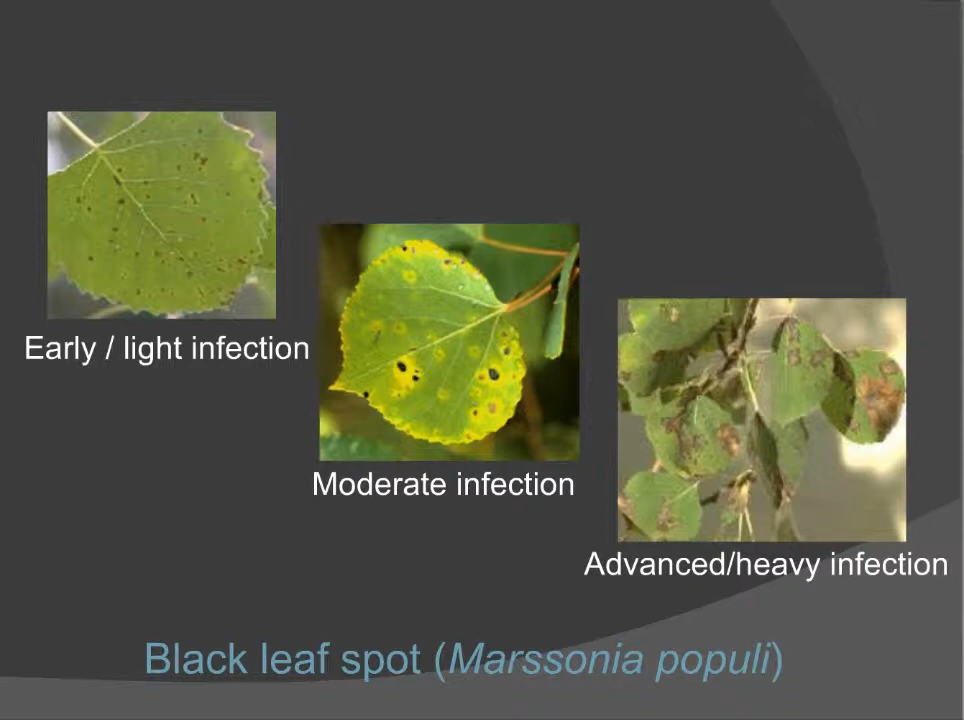 Early / light infection
Moderate infection
Advanced/heavy infection
Black leaf spot (Marssonia populi)